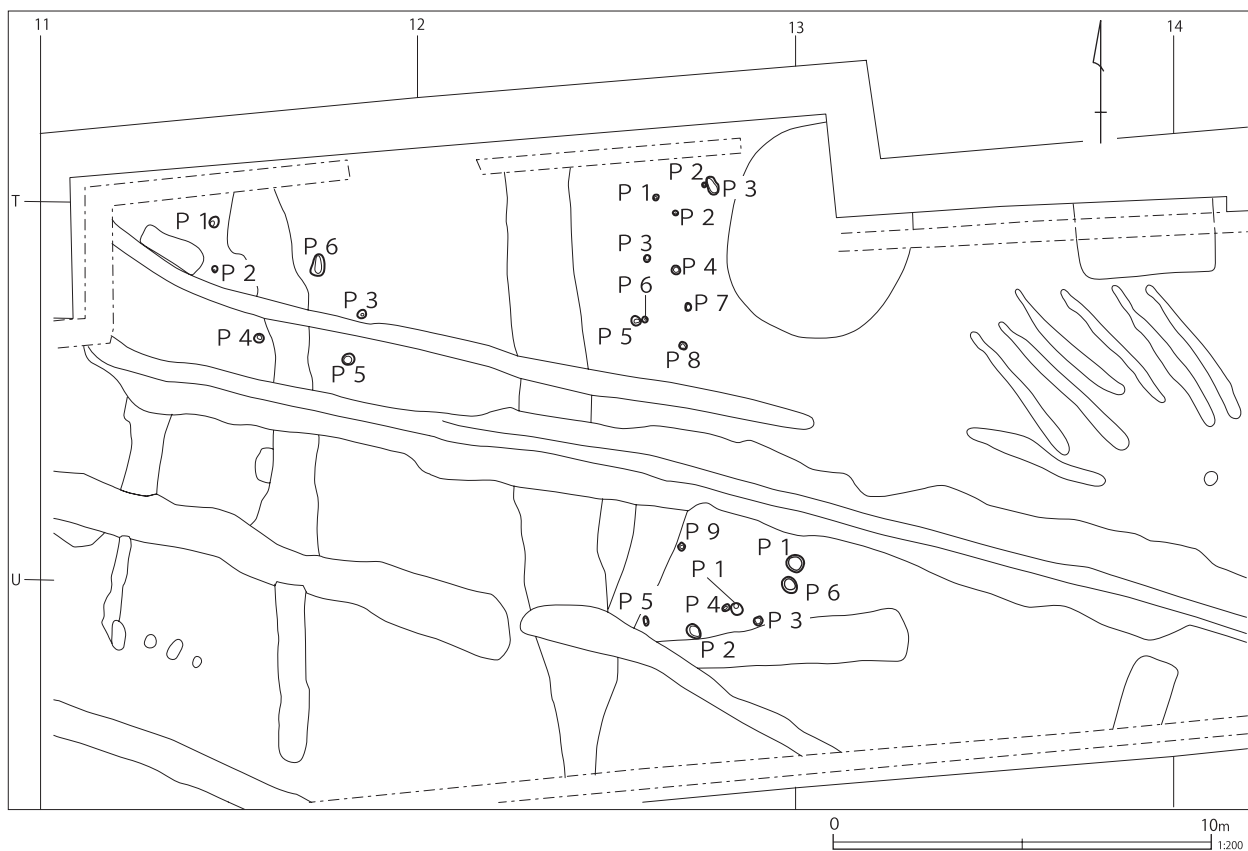 11 12 13 14
T
P 2
P 1 P 3
P 1 P 2
P 6 P 3
P 2 P 4
P 6
P 3 P 7
P 4 P 5
P 5 P 8
P 9
P 1
P 1
U
P 6
P 5 P 4
P 3
P 2
0 10m
1:200